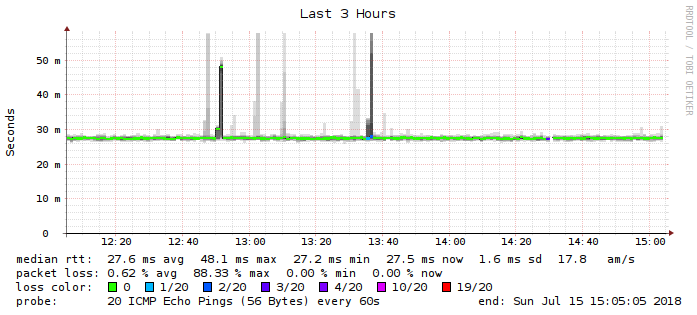 Last 3 Hours
RRDTOOL / TOBI OETIKER
Seconds
50 m
40 m
30 m
20 m
10 m
0
12:20 12:40 13:00 13:20 13:40 14:00 14:20 14:40 15:00
median rtt: 27.6 ms avg 48.1 ms max 27.2 ms min 27.5 ms now 1.6 ms sd 17.8 am/s
packet loss: 0.62 % avg 88.33 % max 0.00 % min 0.00 % now
loss color: 0 1/20 2/20 3/20 4/20 10/20 19/20
probe: 20 ICMP Echo Pings (56 Bytes) every 60s end: Sun Jul 15 15:05:05 2018